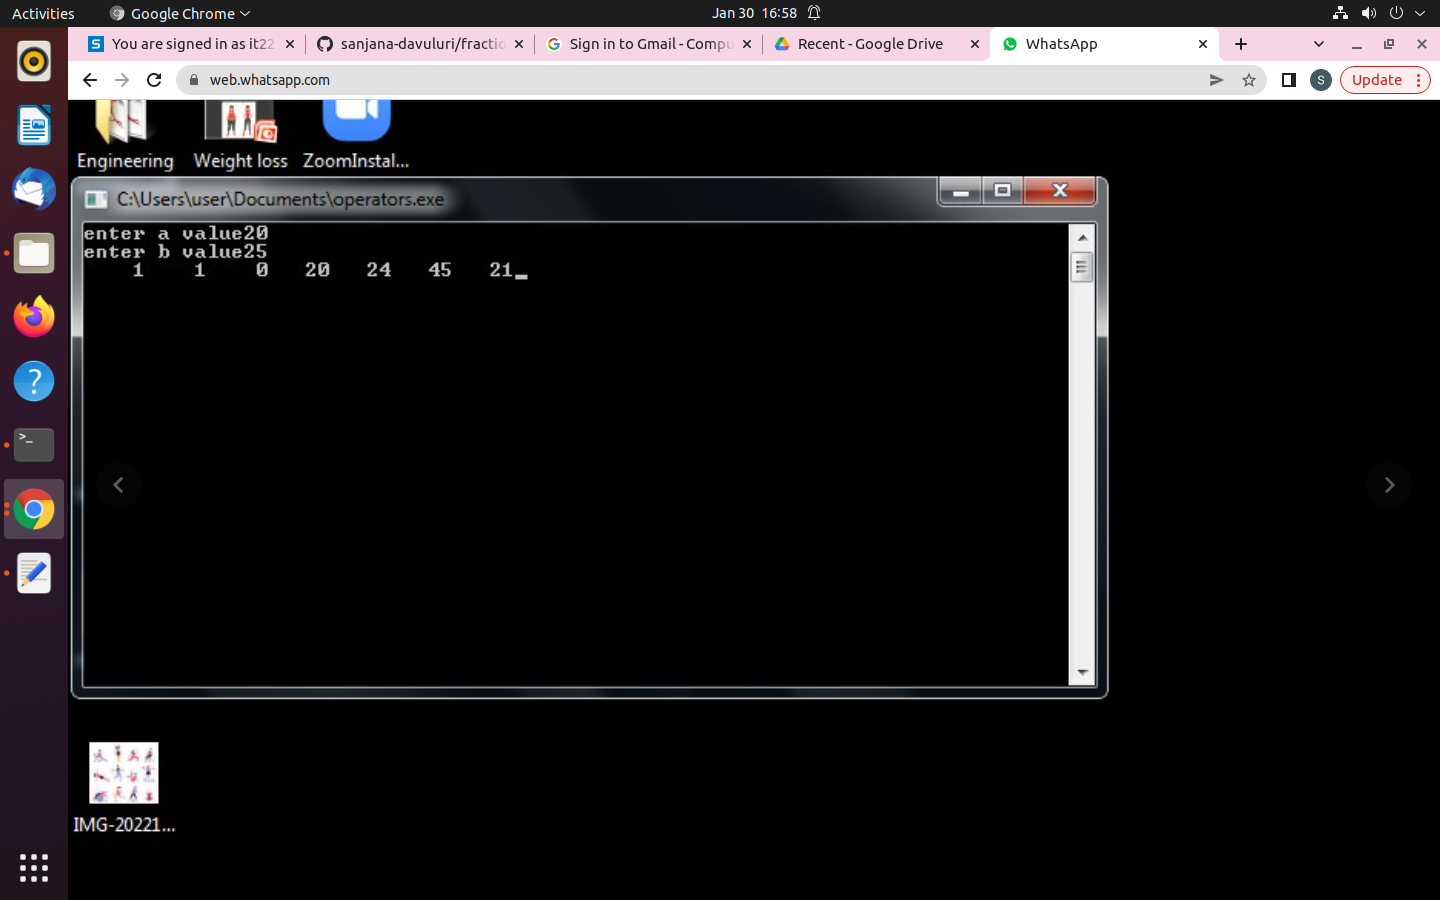 Activities
Google Chrome
Jan 30 16:58
You are signed in as it22
sanjana-davuluri/fractio
Sign in to Gmail - Compu
Recent - Google Drive
WhatsApp
web.whatsapp.com
S
Update
Engineering
Weight loss
ZoomInstal...
C:\Users\user\Documents\operators.exe
enter a value20
enter b value25
1 1 0 20 24 45 21_
IMG-20221...